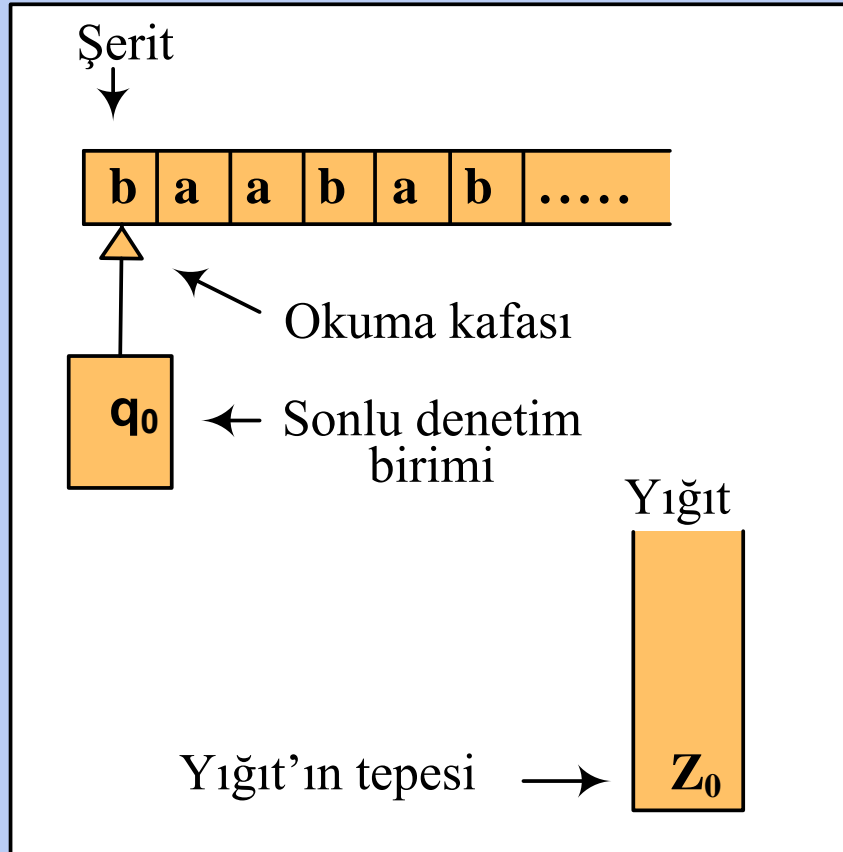 Şerit
b a a b a b .....
Okuma kafası
q₀
Sonlu denetim
birimi
Yığıt
Yığıt’ın tepesi
Z₀